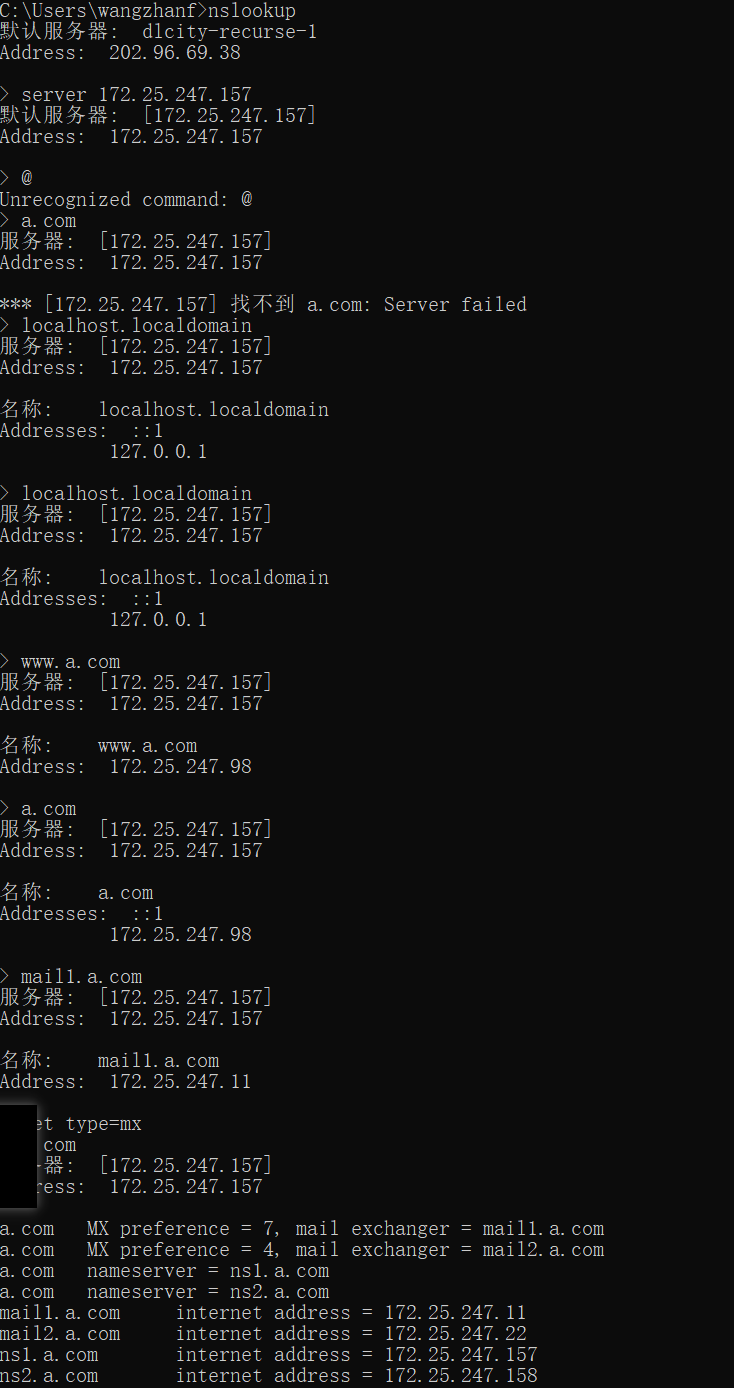 C:\Users\wangzhanf>nslookup
默认服务器:  dlcity-recurse-1
Address:  202.96.69.38
> server 172.25.247.157
默认服务器:  [172.25.247.157]
Address:  172.25.247.157
> @
Unrecognized command: @
> a.com
服务器:  [172.25.247.157]
Address:  172.25.247.157
*** [172.25.247.157] 找不到 a.com: Server failed
> localhost.localdomain
服务器:  [172.25.247.157]
Address:  172.25.247.157
名称:    localhost.localdomain
Addresses:  ::1
127.0.0.1
> localhost.localdomain
服务器:  [172.25.247.157]
Address:  172.25.247.157
名称:    localhost.localdomain
Addresses:  ::1
127.0.0.1
> www.a.com
服务器:  [172.25.247.157]
Address:  172.25.247.157
名称:    www.a.com
Address:  172.25.247.98
> a.com
服务器:  [172.25.247.157]
Address:  172.25.247.157
名称:    a.com
Addresses:  ::1
172.25.247.98
> mail1.a.com
服务器:  [172.25.247.157]
Address:  172.25.247.157
名称:    mail1.a.com
Address:  172.25.247.11
et type=mx
com
器:  [172.25.247.157]
ress:  172.25.247.157
a.com   MX preference = 7, mail exchanger = mail1.a.com
a.com   MX preference = 4, mail exchanger = mail2.a.com
a.com   nameserver = ns1.a.com
a.com   nameserver = ns2.a.com
mail1.a.com     internet address = 172.25.247.11
mail2.a.com     internet address = 172.25.247.22
ns1.a.com       internet address = 172.25.247.157
ns2.a.com       internet address = 172.25.247.158